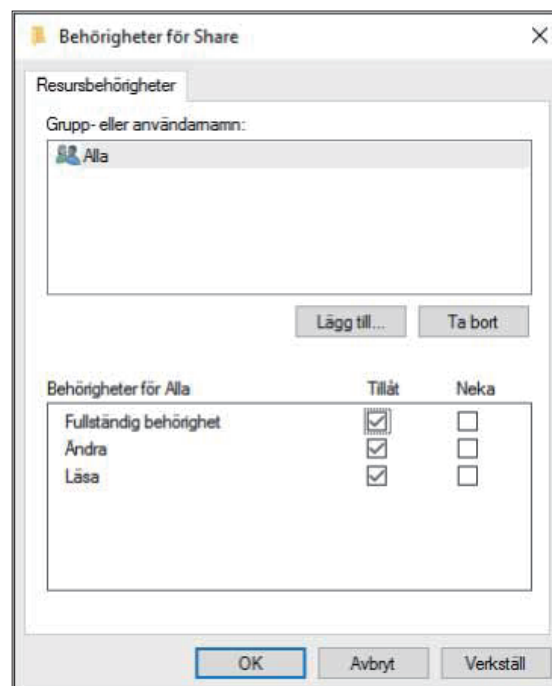 Behörigheter för Share
Resursbehörigheter
Grupp- eller användarnamn:
Alla
Lägg till... Ta bort
Behörigheter för Alla Tillåt Neka
Fullständig behörighet
Ändra
Läsa
OK Avbryt Verkställ